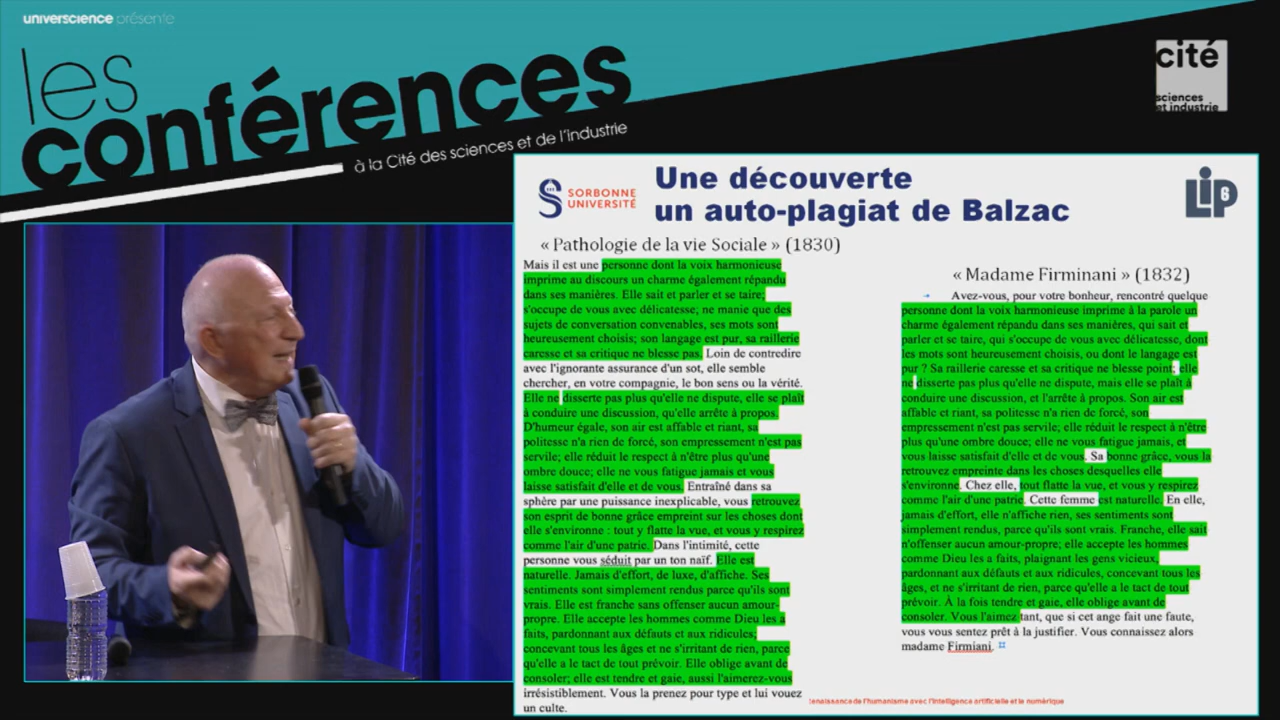 universcience présente
les
conférences
à la Cité des sciences et de l'industrie
cité
sciences
et industrie
SORBONNE
UNIVERSITÉ
Une découverte
un auto-plagiat de Balzac
LIP6
« Pathologie de la vie Sociale » (1830)
Mais il est une personne dont la voix harmonieuse
imprime au discours un charme également répandu
dans ses manières. Elle sait et parler et se taire;
s'occupe de vous avec délicatesse; ne manie que des
sujets de conversation convenables, ses mots sont
heureusement choisis; son langage est pur, sa raillerie
caresse et sa critique ne blesse pas. Loin de contredire
avec l'ignorante assurance d'un sot, elle semble
chercher, en votre compagnie, le bon sens ou la vérité.
Elle ne disserte pas plus qu'elle ne dispute, elle se plaît
à conduire une discussion, qu'elle arrête à propos.
D'humeur égale, son air est affable et riant, sa
politesse n'a rien de forcé, son empressement n'est pas
servile; elle réduit le respect à n'être plus qu'une
ombre douce; elle ne vous fatigue jamais et vous
laisse satisfait d'elle et de vous. Entraîné dans sa
sphère par une puissance inexplicable, vous retrouvez
son esprit de bonne grâce empreint sur les choses dont
elle s'environne : tout y flatte la vue, et vous y respirez
comme l'air d'une patrie. Dans l'intimité, cette
personne vous séduit par un ton naïf. Elle est
naturelle. Jamais d'effort, de luxe, d'affiche. Ses
sentiments sont simplement rendus parce qu'ils sont
vrais. Elle est franche sans offenser aucun amour-
propre. Elle accepte les hommes comme Dieu les a
faits, pardonnant aux défauts et aux ridicules;
concevant tous les âges et ne s'irritant de rien, parce
qu'elle a le tact de tout prévoir. Elle oblige avant de
consoler; elle est tendre et gaie, aussi l'aimerez-vous
irrésistiblement. Vous la prenez pour type et lui vouez
un culte.
« Madame Firminani » (1832)
Avez-vous, pour votre bonheur, rencontré quelque
personne dont la voix harmonieuse imprime à la parole un
charme également répandu dans ses manières, qui sait et
parler et se taire, qui s'occupe de vous avec délicatesse, dont
les mots sont heureusement choisis, ou dont le langage est
pur ? Sa raillerie caresse et sa critique ne blesse point; elle
ne disserte pas plus qu'elle ne dispute, mais elle se plaît à
conduire une discussion, et l'arrête à propos. Son air est
affable et riant, sa politesse n'a rien de forcé, son
empressement n'est pas servile; elle réduit le respect à n'être
plus qu'une ombre douce; elle ne vous fatigue jamais, et
vous laisse satisfait d'elle et de vous. Sa bonne grâce, vous la
retrouvez empreinte dans les choses desquelles elle
s'environne. Chez elle, tout flatte la vue, et vous y respirez
comme l'air d'une patrie. Cette femme est naturelle. En elle,
jamais d'effort, elle n'affiche rien, ses sentiments sont
simplement rendus, parce qu'ils sont vrais. Franche, elle sait
n'offenser aucun amour-propre; elle accepte les hommes
comme Dieu les a faits, plaignant les gens vicieux,
pardonnant aux défauts et aux ridicules, concevant tous les
âges, et ne s'irritant de rien, parce qu'elle a le tact de tout
prévoir. À la fois tendre et gaie, elle oblige avant de
consoler. Vous l'aimez tant, que si cet ange fait une faute,
vous vous sentez prêt à la justifier. Vous connaissez alors
madame Firmiani.
enaissance de l'humanisme avec l'intelligence artificielle et le numérique